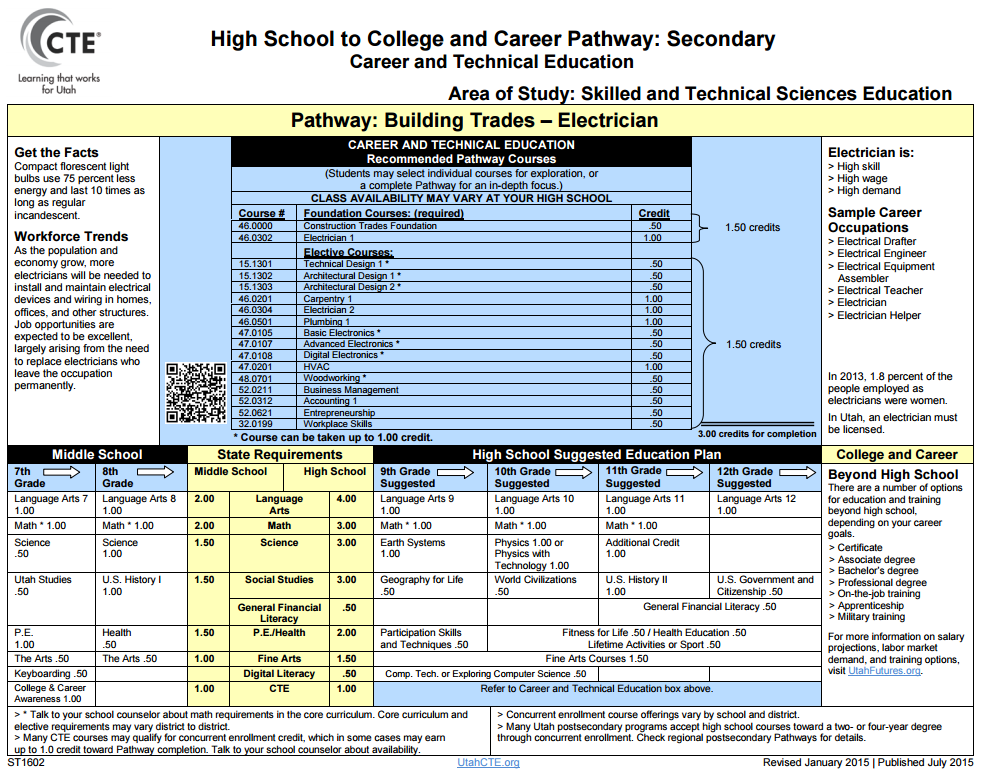 CTE®
Learning that works
for Utah
High School to College and Career Pathway: Secondary
Career and Technical Education
Area of Study: Skilled and Technical Sciences Education
Pathway: Building Trades – Electrician
Get the Facts
Compact florescent light
bulbs use 75 percent less
energy and last 10 times as
long as regular
incandescent.
Workforce Trends
As the population and
economy grow, more
electricians will be needed to
install and maintain electrical
devices and wiring in homes,
offices, and other structures.
Job opportunities are
expected to be excellent,
largely arising from the need
to replace electricians who
leave the occupation
permanently.
CAREER AND TECHNICAL EDUCATION
Recommended Pathway Courses
(Students may select individual courses for exploration, or
a complete Pathway for an in-depth focus.)
CLASS AVAILABILITY MAY VARY AT YOUR HIGH SCHOOL
Course # Foundation Courses: (required) Credit
46.0000 Construction Trades Foundation .50
46.0302 Electrician 1 1.00
1.50 credits
Elective Courses:
15.1301 Technical Design 1 * .50
15.1302 Architectural Design 1 * .50
15.1303 Architectural Design 2 * .50
46.0201 Carpentry 1 1.00
46.0304 Electrician 2 1.00
46.0501 Plumbing 1 1.00
47.0105 Basic Electronics * .50
47.0107 Advanced Electronics * .50
47.0108 Digital Electronics * .50
47.0201 HVAC 1.00
48.0701 Woodworking * .50
52.0211 Business Management .50
52.0312 Accounting 1 .50
52.0621 Entrepreneurship .50
32.0199 Workplace Skills .50
1.50 credits
* Course can be taken up to 1.00 credit.
3.00 credits for completion
Electrician is:
> High skill
> High wage
> High demand
Sample Career
Occupations
> Electrical Drafter
> Electrical Engineer
> Electrical Equipment
Assembler
> Electrical Teacher
> Electrician
> Electrician Helper
In 2013, 1.8 percent of the
people employed as
electricians were women.
In Utah, an electrician must
be licensed.
Middle School State Requirements High School Suggested Education Plan College and Career
7th Grade 8th Grade Middle School High School 9th Grade Suggested 10th Grade Suggested 11th Grade Suggested 12th Grade Suggested
Language Arts 7 1.00 Language Arts 8 1.00 2.00 Language Arts 4.00 Language Arts 9 1.00 Language Arts 10 1.00 Language Arts 11 1.00 Language Arts 12 1.00
Math * 1.00 Math * 1.00 2.00 Math 3.00 Math * 1.00 Math * 1.00 Math * 1.00
Science .50 Science 1.00 1.50 Science 3.00 Earth Systems 1.00 Physics 1.00 or Physics with Technology 1.00 Additional Credit 1.00
Utah Studies .50 U.S. History I 1.00 1.50 Social Studies 3.00 Geography for Life .50 World Civilizations .50 U.S. History II 1.00 U.S. Government and Citizenship .50
General Financial Literacy .50 General Financial Literacy .50
P.E. 1.00 Health .50 1.50 P.E./Health 2.00 Participation Skills and Techniques .50 Fitness for Life .50 / Health Education .50
Lifetime Activities or Sport .50
The Arts .50 The Arts .50 1.00 Fine Arts 1.50 Fine Arts Courses 1.50
Keyboarding .50 Digital Literacy .50 Comp. Tech. or Exploring Computer Science .50
College & Career Awareness 1.00 1.00 CTE 1.00 Refer to Career and Technical Education box above.
Beyond High School
There are a number of options
for education and training
beyond high school,
depending on your career
goals.
> Certificate
> Associate degree
> Bachelor's degree
> Professional degree
> On-the-job training
> Apprenticeship
> Military training
For more information on salary
projections, labor market
demand, and training options,
visit UtahFutures.org.
> * Talk to your school counselor about math requirements in the core curriculum. Core curriculum and
elective requirements may vary district to district.
> Many CTE courses may qualify for concurrent enrollment credit, which in some cases may earn
up to 1.0 credit toward Pathway completion. Talk to your school counselor about availability.
> Concurrent enrollment course offerings vary by school and district.
> Many Utah postsecondary programs accept high school courses toward a two- or four-year degree
through concurrent enrollment. Check regional postsecondary Pathways for details.
ST1602 UtahCTE.org Revised January 2015 | Published July 2015